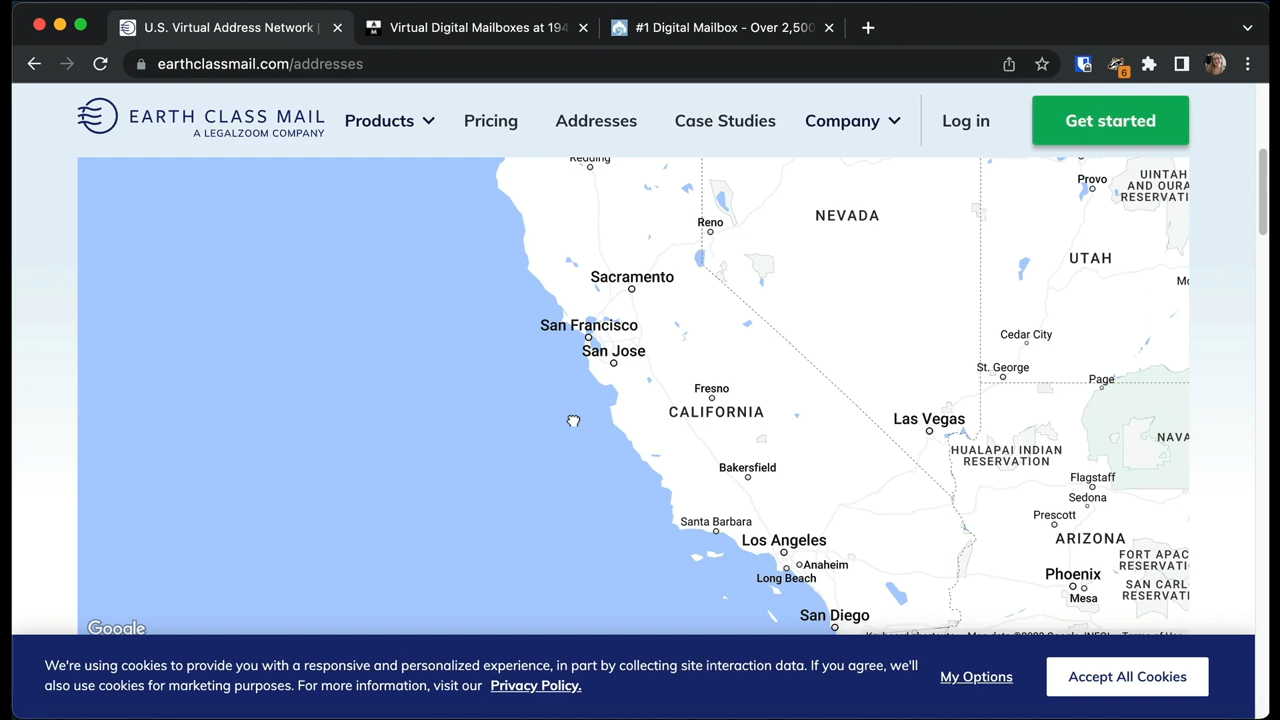 U.S. Virtual Address Network |
Virtual Digital Mailboxes at 194
#1 Digital Mailbox - Over 2,500
earthclassmail.com/addresses
6
EARTH CLASS MAIL
A LEGALZOOM COMPANY
Products
Pricing
Addresses
Case Studies
Company
Log in
Get started
Redding
Provo
UINTAH
AND OURA
RESERVATI
Reno
NEVADA
UTAH
Sacramento
San Francisco
San Jose
Cedar City
St. George
Page
Fresno
CALIFORNIA
Las Vegas
HUALAPAI INDIAN
RESERVATION
NAVA
Bakersfield
Flagstaff
Sedona
Prescott
Santa Barbara
Los Angeles
ARIZONA
Anaheim
Long Beach
FORT APAC
RESERVATI
Phoenix
Mesa
SAN CARL
RESERVATI
San Diego
Google
We're using cookies to provide you with a responsive and personalized experience, in part by collecting site interaction data. If you agree, we'll
also use cookies for marketing purposes. For more information, visit our Privacy Policy.
My Options
Accept All Cookies